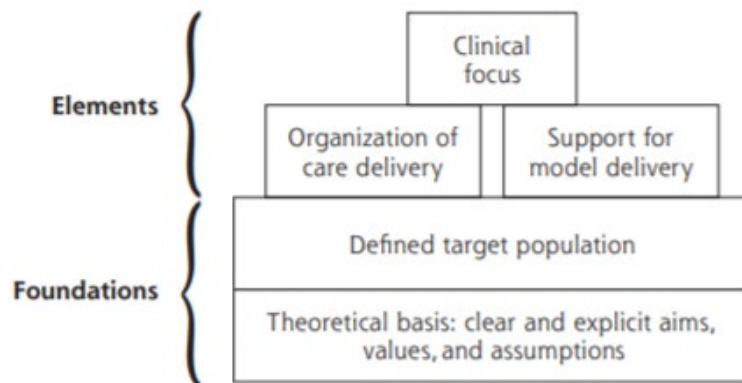 Clinical
focus
Elements
Organization of
care delivery
Support for
model delivery
Defined target population
Foundations
Theoretical basis: clear and explicit aims,
values, and assumptions